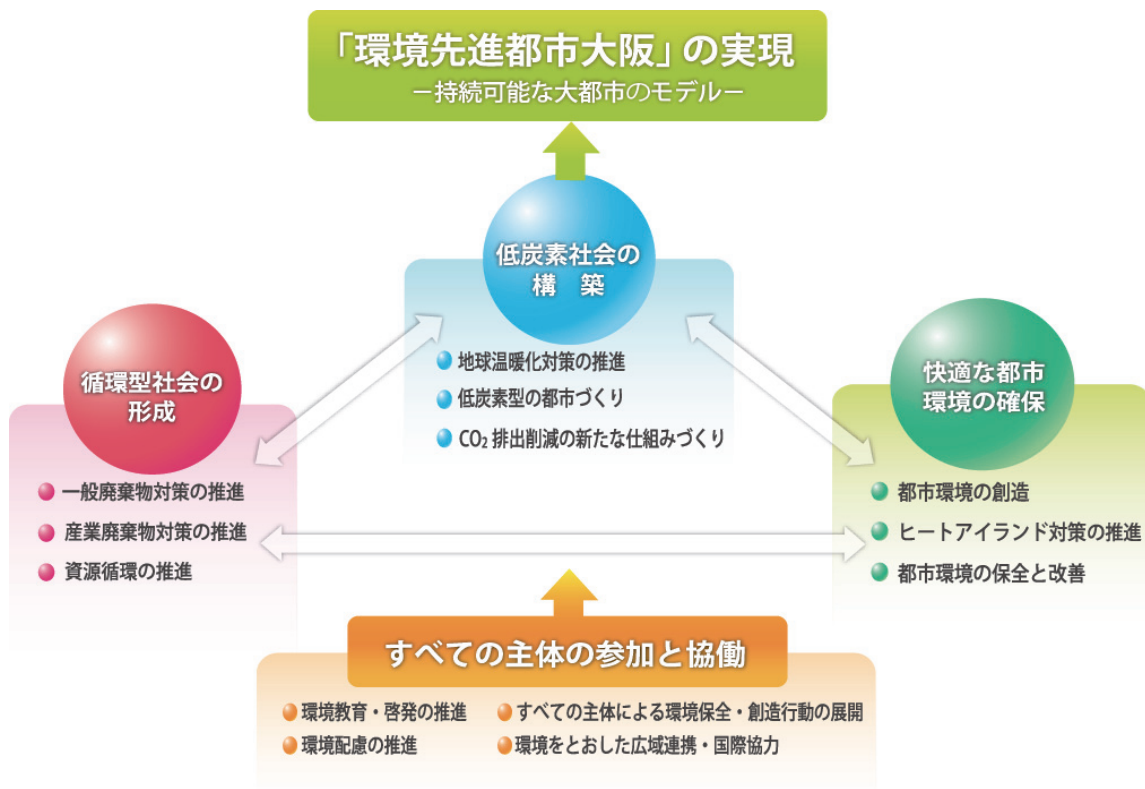 「環境先進都市大阪」の実現
－持続可能な大都市のモデル－
低炭素社会の
構　築
地球温暖化対策の推進
低炭素型の都市づくり
CO₂ 排出削減の新たな仕組みづくり
循環型社会の
形成
一般廃棄物対策の推進
産業廃棄物対策の推進
資源循環の推進
快適な都市
環境の確保
都市環境の創造
ヒートアイランド対策の推進
都市環境の保全と改善
すべての主体の参加と協働
環境教育・啓発の推進
すべての主体による環境保全・創造行動の展開
環境配慮の推進
環境をとおした広域連携・国際協力